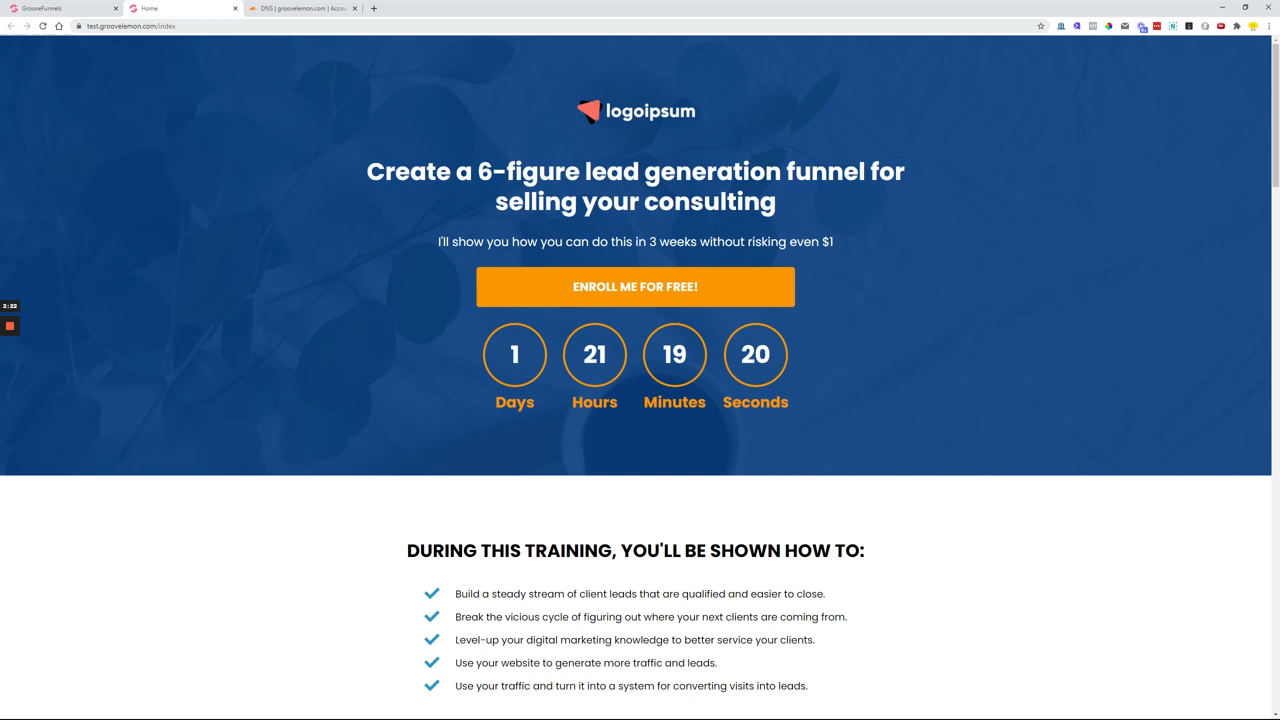 GrooveFunnels
Home
DNS | groovelemon.com | Accou
test.groovelemon.com/index
logoipsum
Create a 6-figure lead generation funnel for
selling your consulting
I'll show you how you can do this in 3 weeks without risking even $1
ENROLL ME FOR FREE!
1 21 19 20
Days Hours Minutes Seconds
2:22
DURING THIS TRAINING, YOU'LL BE SHOWN HOW TO:
Build a steady stream of client leads that are qualified and easier to close.
Break the vicious cycle of figuring out where your next clients are coming from.
Level-up your digital marketing knowledge to better service your clients.
Use your website to generate more traffic and leads.
Use your traffic and turn it into a system for converting visits into leads.